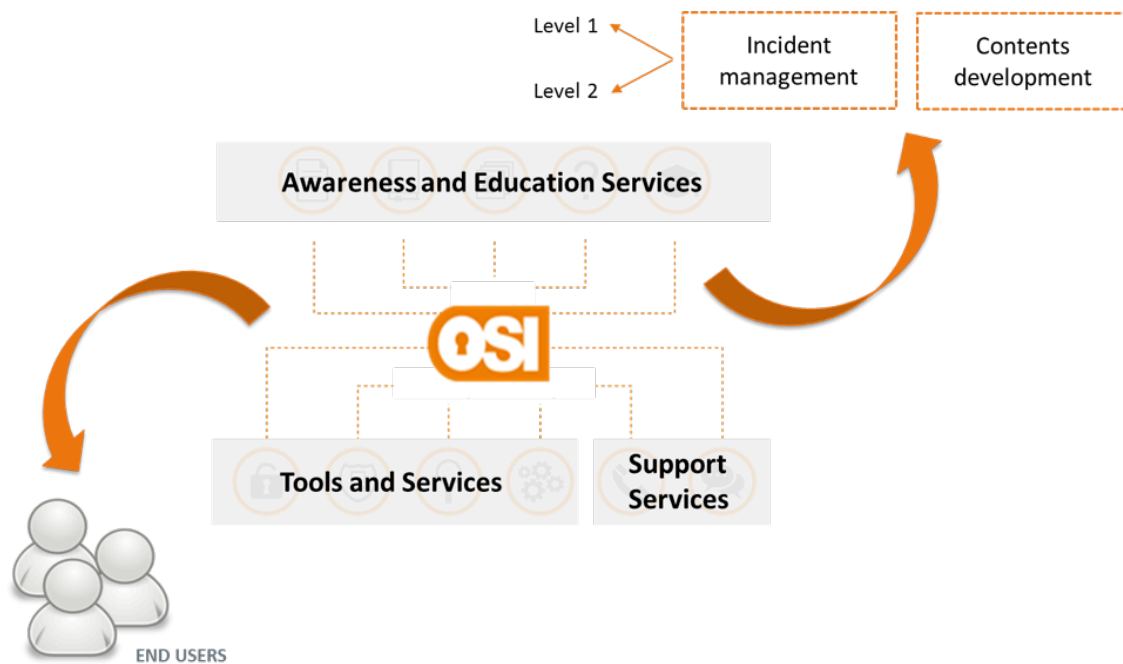 Level 1
Level 2
Incident
management
Contents
development
Awareness and Education Services
OSI
Tools and Services
Support
Services
END USERS